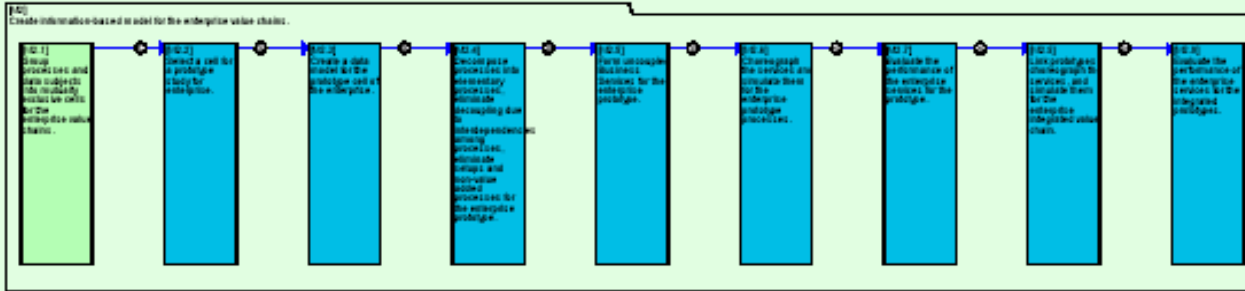 [M2]
Create information-based model for the enterprise value chains.
[M2.1]
Group
processes and
data subjects
into mutually
exclusive cells
for the
enterprise value
chains.
[M2.2]
Select a cell for
a prototype
study for
enterprise.
[M2.3]
Create a data
model for the
prototype cell of
the enterprise.
[M2.4]
Decompose
processes into
elementary
processes,
eliminate
decoupling due
to
interdependencies
among
processes,
eliminate
setups and
non-value
added
processes for
the enterprise
prototype.
[M2.5]
Form uncoupled
business
services for the
enterprise
prototype.
[M2.6]
Choreograph
the services and
simulate them
for the
enterprise
prototype
processes.
[M2.7]
Evaluate the
performance of
the enterprise
services for the
prototype.
[M2.8]
Link prototypes,
choreograph the
services, and
simulate them
for the
enterprise
integrated value
chain.
[M2.9]
Evaluate the
performance of
the enterprise
services for the
integrated
prototypes.